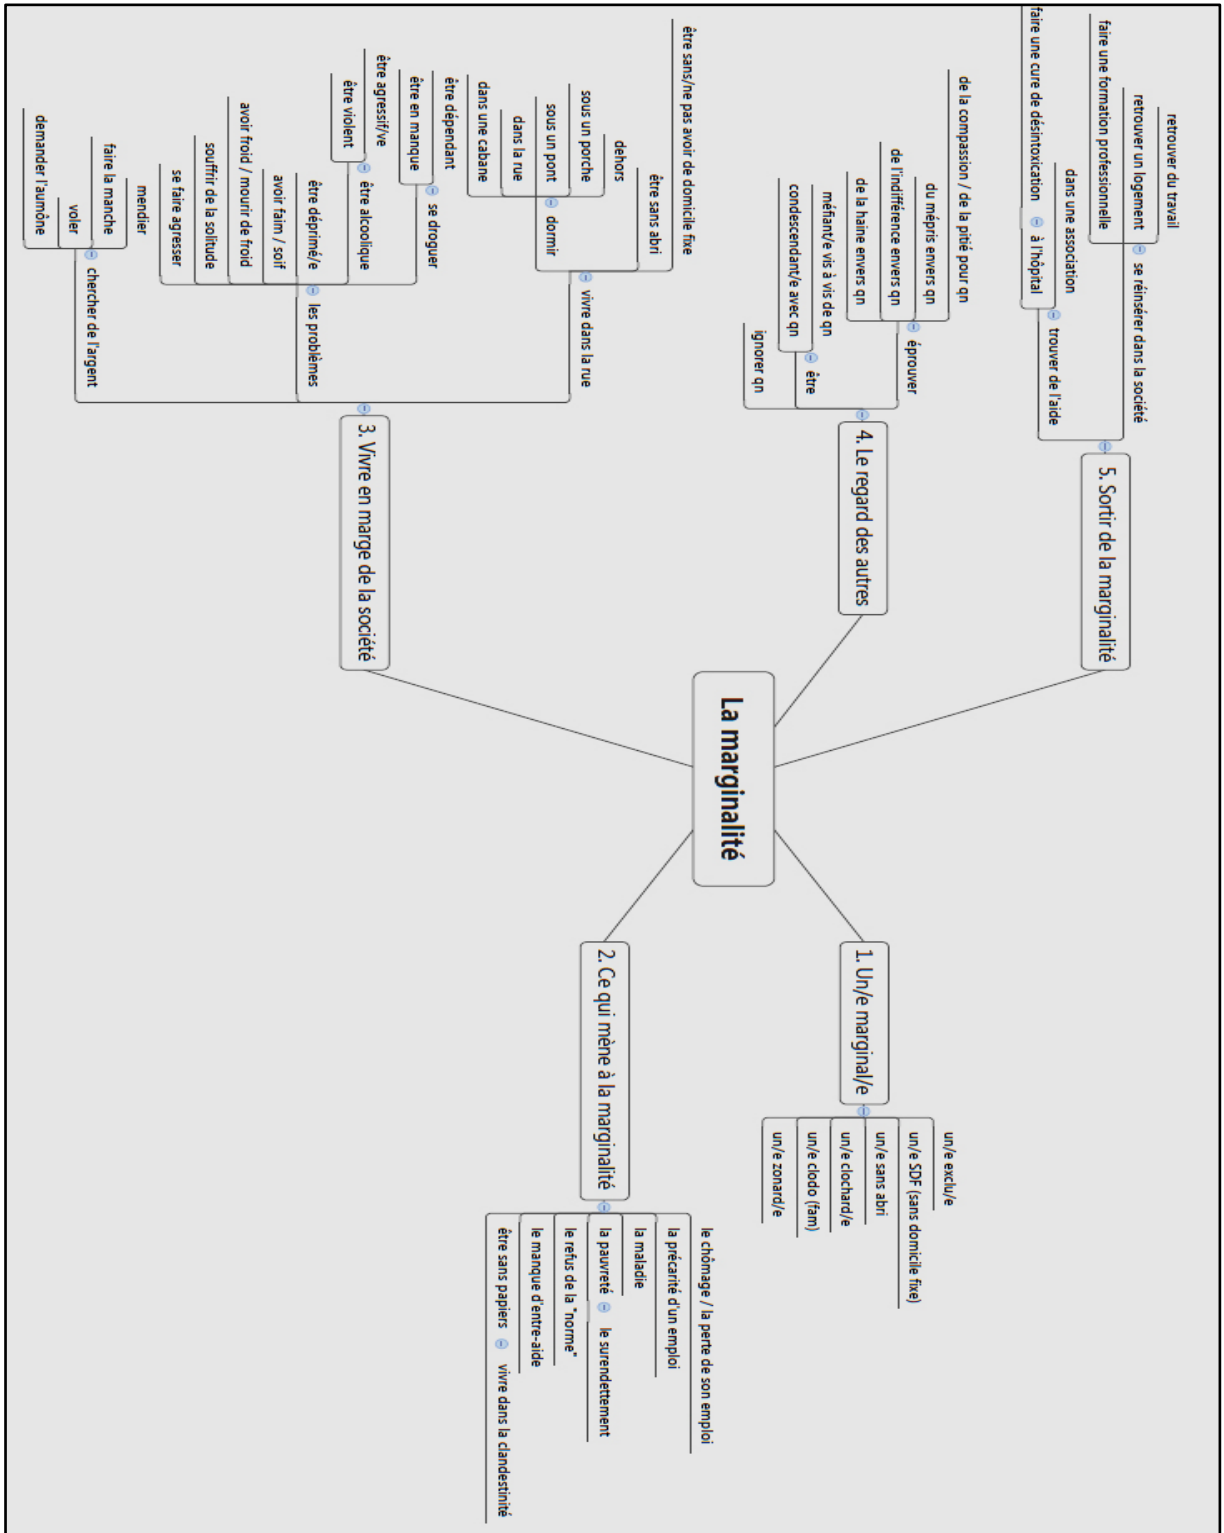 La marginalité
1. Un/e marginal/e
un/e exclu/e
un/e SDF (sans domicile fixe)
un/e sans abri
un/e clochard/e
un/e clodo (fam)
un/e zonard/e
2. Ce qui mène à la marginalité
le chômage / la perte de son emploi
la précarité d'un emploi
la maladie
la pauvreté
le surendettement
le refus de la "norme"
le manque d'entre-aide
être sans papiers
vivre dans la clandestinité
3. Vivre en marge de la société
vivre dans la rue
être sans/ne pas avoir de domicile fixe
être sans abri
dormir
dehors
sous un porche
sous un pont
dans la rue
dans une cabane
les problèmes
se droguer
être dépendant
être en manque
être alcoolique
être agressif/ve
être violent
être déprimé/e
avoir faim / soif
avoir froid / mourir de froid
souffrir de la solitude
se faire agresser
chercher de l'argent
mendier
faire la manche
voler
demander l'aumône
4. Le regard des autres
éprouver
de la compassion / de la pitié pour qn
du mépris envers qn
de l'indifférence envers qn
de la haine envers qn
être
méfiant/e vis à vis de qn
condescendant/e avec qn
ignorer qn
5. Sortir de la marginalité
se réinsérer dans la société
retrouver du travail
retrouver un logement
faire une formation professionnelle
trouver de l'aide
dans une association
à l'hôpital
faire une cure de désintoxication